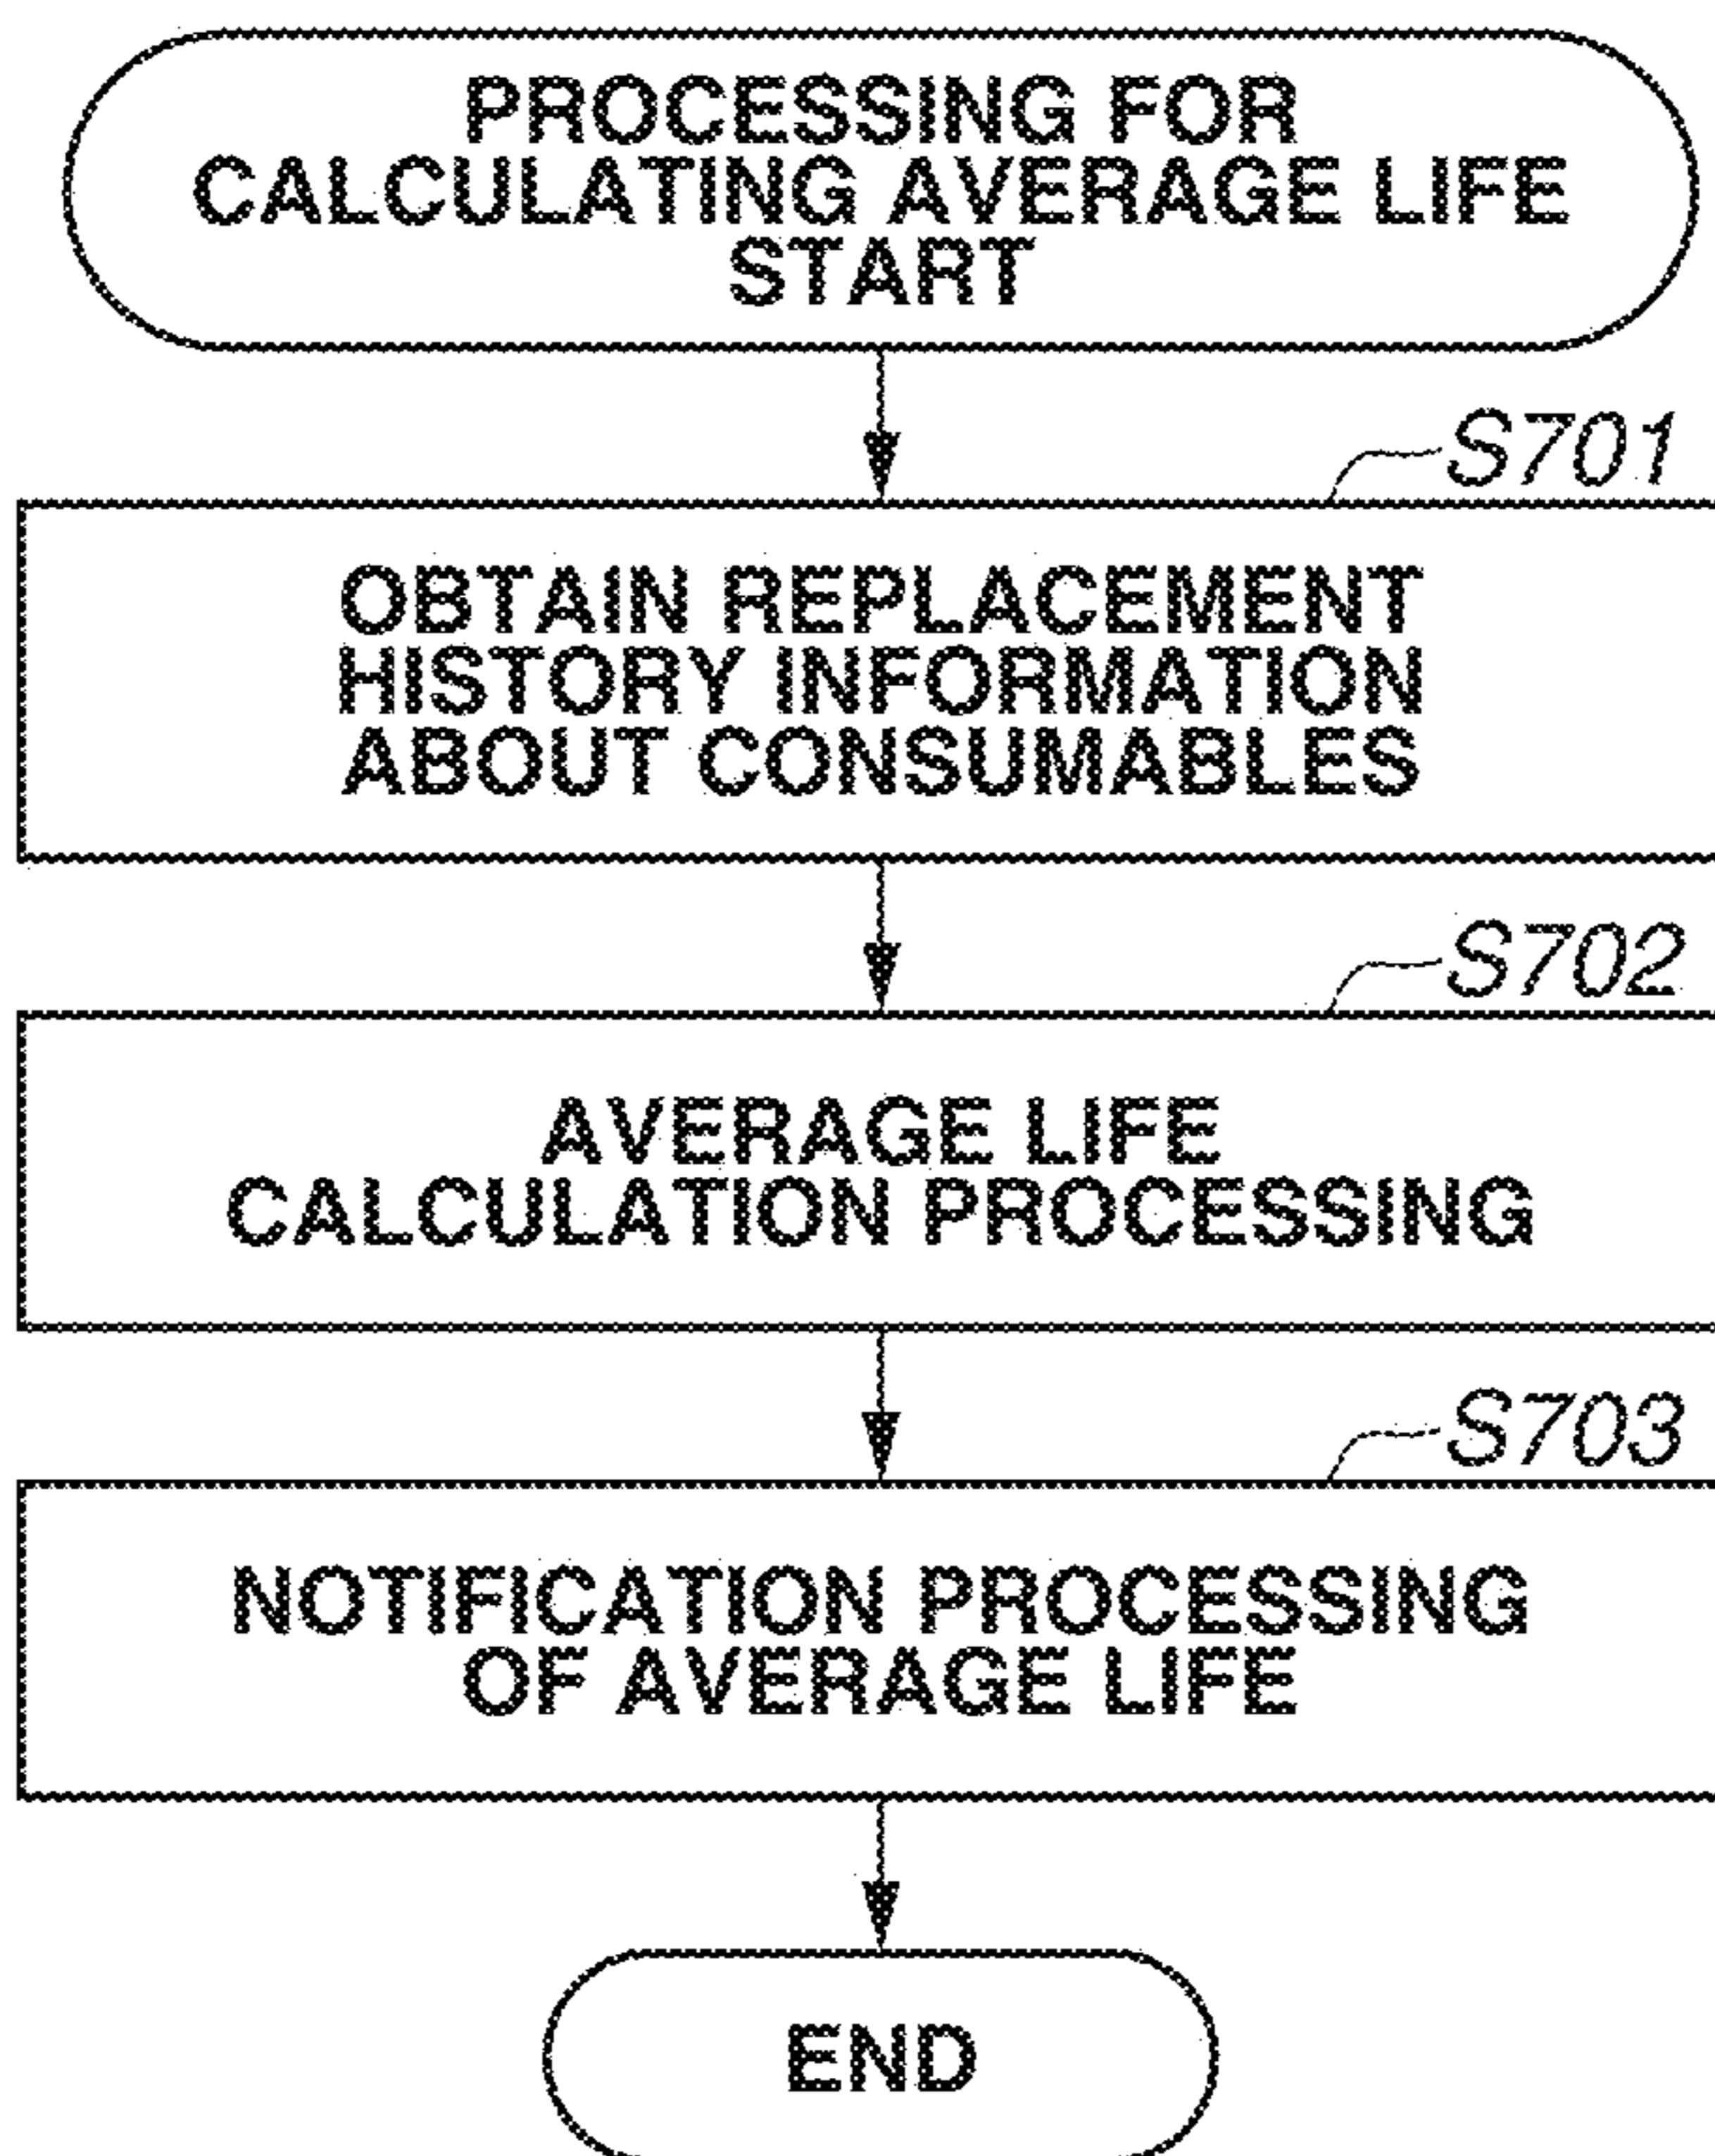 PROCESSING FOR
CALCULATING AVERAGE LIFE
START
S701
OBTAIN REPLACEMENT
HISTORY INFORMATION
ABOUT CONSUMABLES
S702
AVERAGE LIFE
CALCULATION PROCESSING
S703
NOTIFICATION PROCESSING
OF AVERAGE LIFE
END